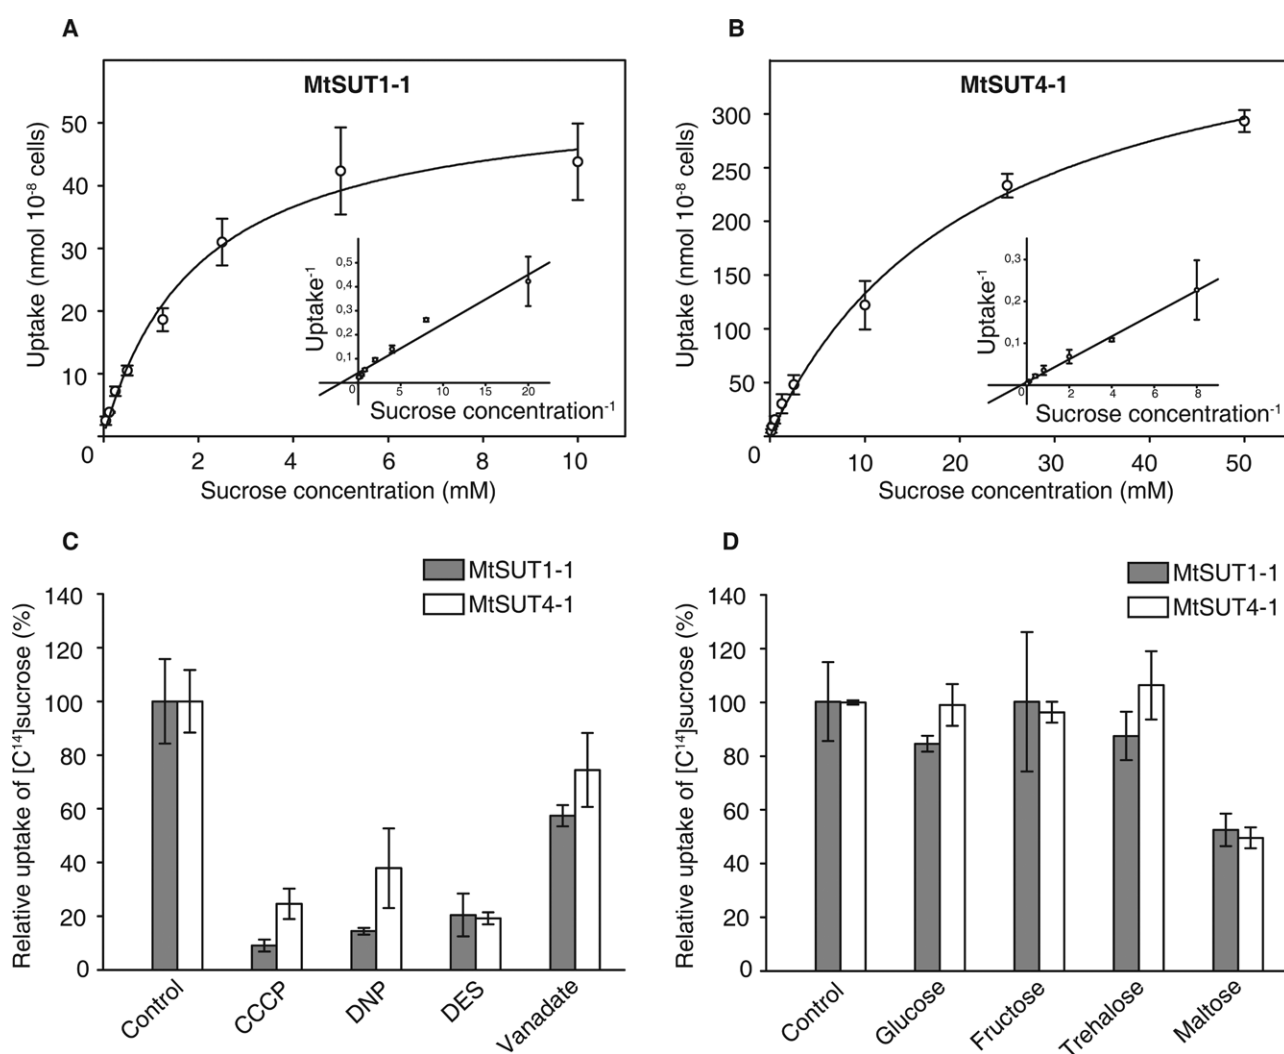 A
MtSUT1-1
Uptake (nmol 10-8 cells)
50
40
30
20
10
0
2
4
6
8
10
Sucrose concentration (mM)
Uptake-1
0,5
0,4
0,3
0,2
0,1
0
5
10
15
20
Sucrose concentration-1
B
MtSUT4-1
Uptake (nmol 10-8 cells)
300
250
200
150
100
50
0
10
20
30
40
50
Sucrose concentration (mM)
Uptake-1
0,3
0,2
0,1
0
2
4
6
8
Sucrose concentration-1
C
MtSUT1-1
MtSUT4-1
Relative uptake of [C14]sucrose (%)
140
120
100
80
60
40
20
0
Control
CCCP
DNP
DES
Vanadate
D
MtSUT1-1
MtSUT4-1
Relative uptake of [C14]sucrose (%)
140
120
100
80
60
40
20
0
Control
Glucose
Fructose
Trehalose
Maltose